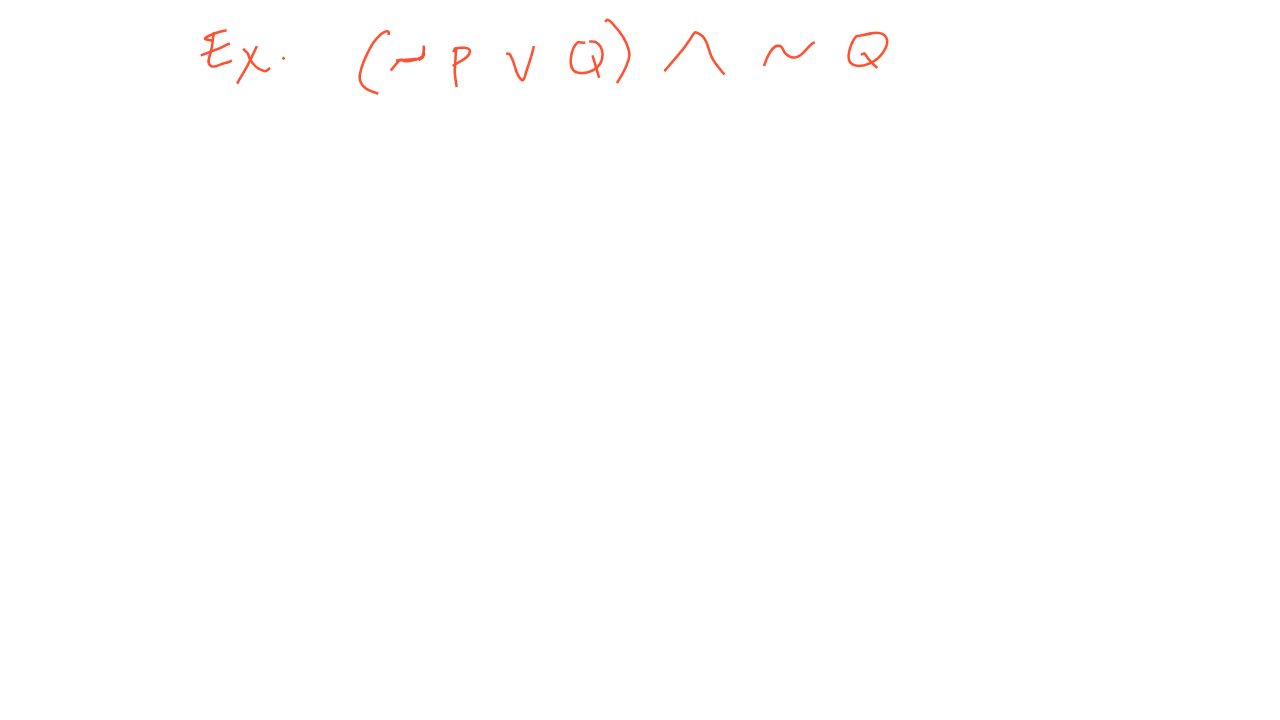 Ex. (~P ∨ Q) ∧ ~Q